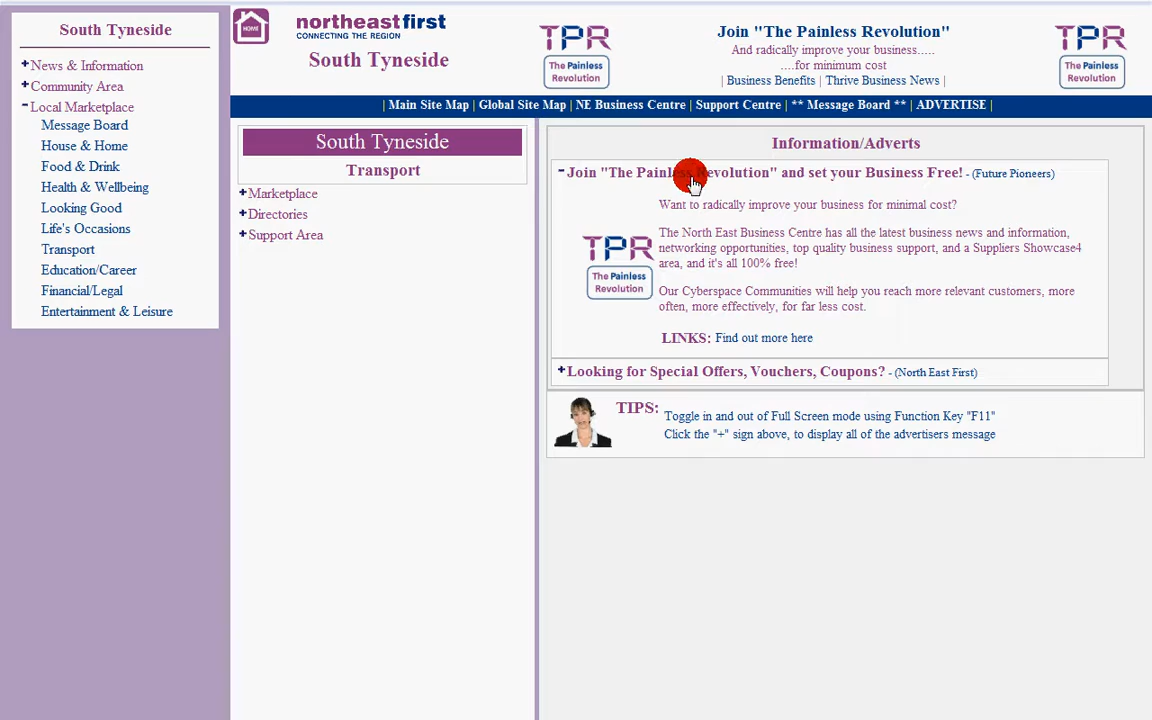 South Tyneside
+News & Information
+Community Area
-Local Marketplace
Message Board
House & Home
Food & Drink
Health & Wellbeing
Looking Good
Life's Occasions
Transport
Education/Career
Financial/Legal
Entertainment & Leisure
HOME
northeastfirst
CONNECTING THE REGION
South Tyneside
TPR
The Painless
Revolution
Join "The Painless Revolution"
And radically improve your business.....
....for minimum cost
| Business Benefits | Thrive Business News |
TPR
The Painless
Revolution
| Main Site Map | Global Site Map | NE Business Centre | Support Centre | ** Message Board ** | ADVERTISE |
South Tyneside
Transport
+Marketplace
+Directories
+Support Area
Information/Adverts
-Join "The Painless Revolution" and set your Business Free! - (Future Pioneers)
Want to radically improve your business for minimal cost?
TPR
The Painless
Revolution
The North East Business Centre has all the latest business news and information,
networking opportunities, top quality business support, and a Suppliers Showcase4
area, and it's all 100% free!
Our Cyberspace Communities will help you reach more relevant customers, more
often, more effectively, for far less cost.
LINKS: Find out more here
+Looking for Special Offers, Vouchers, Coupons? - (North East First)
TIPS: Toggle in and out of Full Screen mode using Function Key "F11"
Click the "+" sign above, to display all of the advertisers message